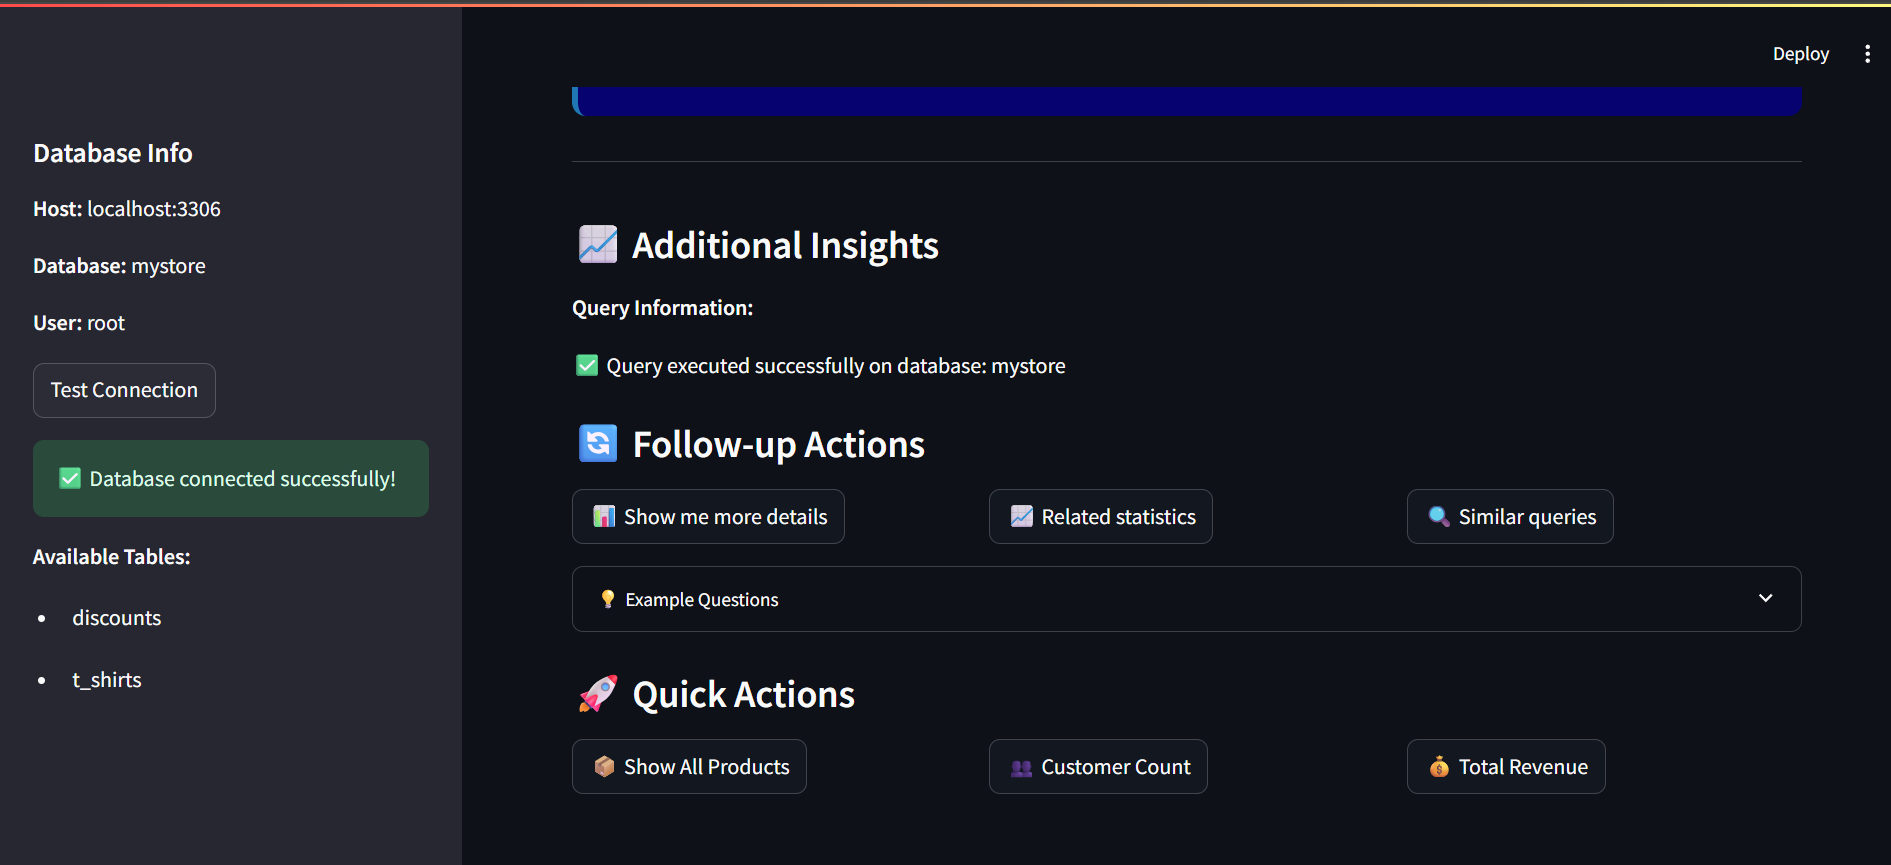 Deploy
Database Info
Host: localhost:3306
Database: mystore
User: root
Test Connection
✅ Database connected successfully!
Available Tables:
• discounts
• t_shirts
📈 Additional Insights
Query Information:
✅ Query executed successfully on database: mystore
🔄 Follow-up Actions
📊 Show me more details
📈 Related statistics
🔍 Similar queries
💡 Example Questions
🚀 Quick Actions
📦 Show All Products
👥 Customer Count
💰 Total Revenue